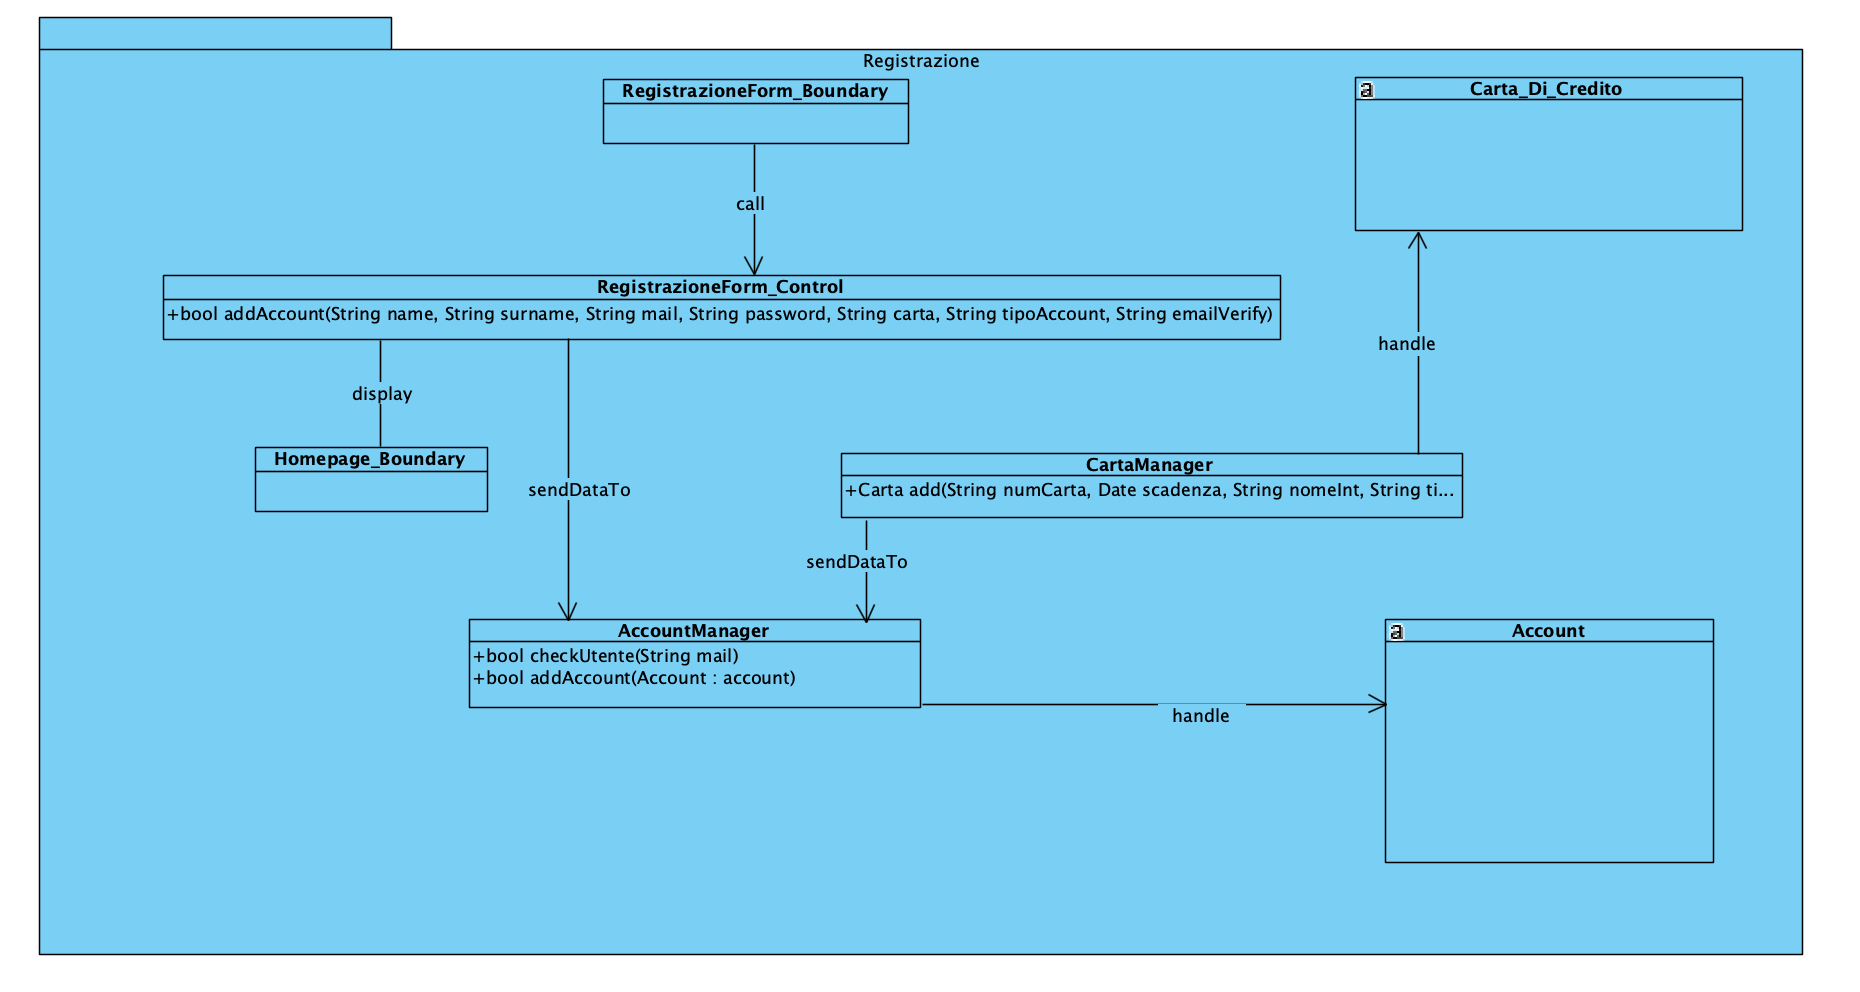 Registrazione
RegistrazioneForm_Boundary
a
Carta_Di_Credito
call
RegistrazioneForm_Control
+bool addAccount(String name, String surname, String mail, String password, String carta, String tipoAccount, String emailVerify)
handle
display
Homepage_Boundary
sendDataTo
CartaManager
+Carta add(String numCarta, Date scadenza, String nomeInt, String ti...
sendDataTo
AccountManager
+bool checkUtente(String mail)
+bool addAccount(Account : account)
a
Account
handle